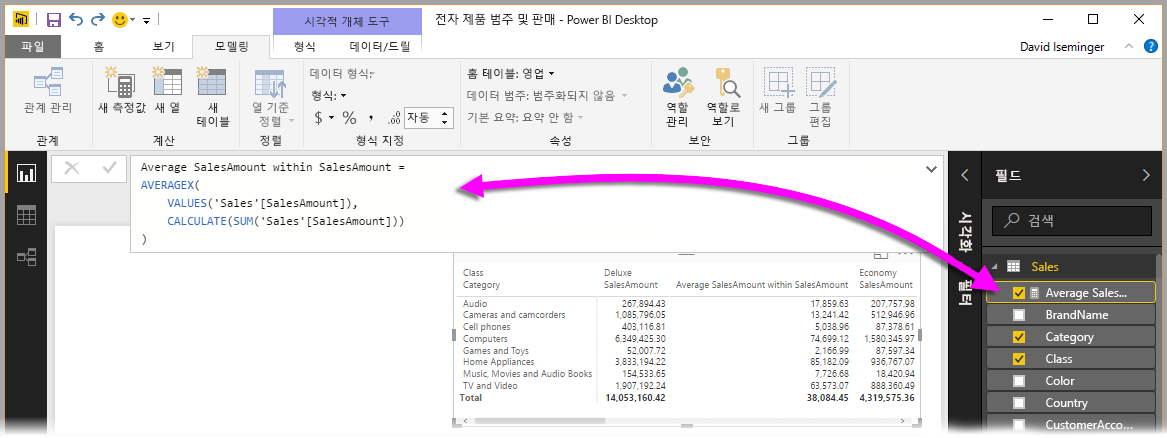 시각적 개체 도구
전자 제품 범주 및 판매 - Power BI Desktop
파일 홈 보기 모델링 형식 데이터/드릴 David Iseminger
관계 관리
새 측정값
새 열
새 테이블
열 기준 정렬
데이터 형식:
형식:
$ % , .00 자동
홈 테이블: 영업
데이터 범주: 범주화되지 않음
기본 요약: 요약 안 함
역할 관리
역할로 보기
새 그룹
그룹 편집
관계 계산 정렬 형식 지정 속성 보안 그룹
Average SalesAmount within SalesAmount =
AVERAGEX(
VALUES('Sales'[SalesAmount]),
CALCULATE(SUM('Sales'[SalesAmount]))
)
Class Deluxe Economy
Category SalesAmount Average SalesAmount within SalesAmount SalesAmount
Audio 267,894.43 17,859.63 207,757.98
Cameras and camcorders 1,085,796.05 13,241.42 512,946.96
Cell phones 403,116.81 5,038.96 87,378.61
Computers 6,349,425.30 74,699.12 1,580,345.97
Games and Toys 52,007.72 2,166.99 87,597.34
Home Appliances 3,833,194.22 85,182.09 936,767.07
Music, Movies and Audio Books 154,533.65 7,726.68 18,420.94
TV and Video 1,907,192.24 63,573.07 888,360.49
Total 14,053,160.42 38,084.45 4,319,575.36
시각화
필터
필드
검색
Sales
Average Sales...
BrandName
Category
Class
Color
Country
CustomerAcco...